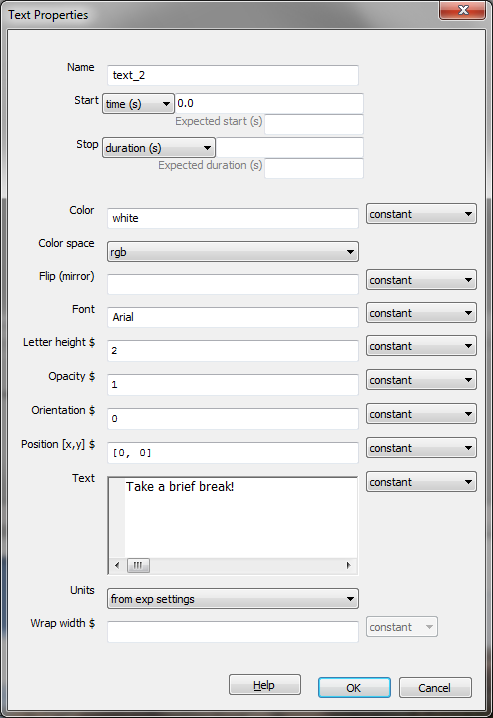 Text Properties
Name text_2
Start time (s) 0.0
Expected start (s)
Stop duration (s)
Expected duration (s)
Color white constant
Color space rgb
Flip (mirror) constant
Font Arial constant
Letter height $ 2 constant
Opacity $ 1 constant
Orientation $ 0 constant
Position [x,y] $ [0, 0] constant
Text Take a brief break! constant
Units from exp settings
Wrap width $ constant
Help OK Cancel